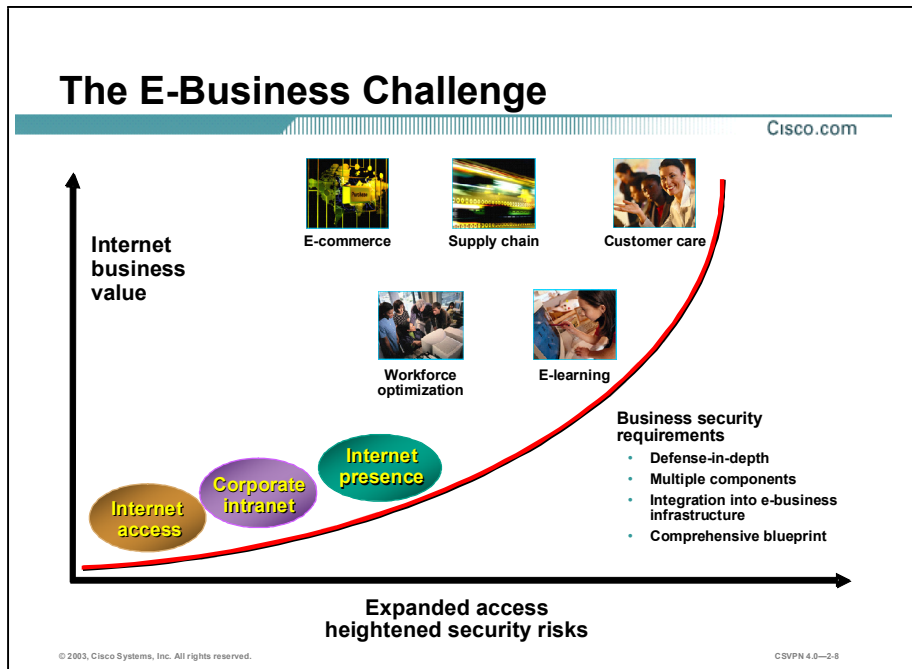 The E-Business Challenge
Cisco.com
Internet
business
value
Purchase
E-commerce
Supply chain
Customer care
Workforce
optimization
E-learning
Internet
access
Corporate
intranet
Internet
presence
Business security
requirements
• Defense-in-depth
• Multiple components
• Integration into e-business
infrastructure
• Comprehensive blueprint
Expanded access
heightened security risks
© 2003, Cisco Systems, Inc. All rights reserved.
CSVPN 4.0—2-8